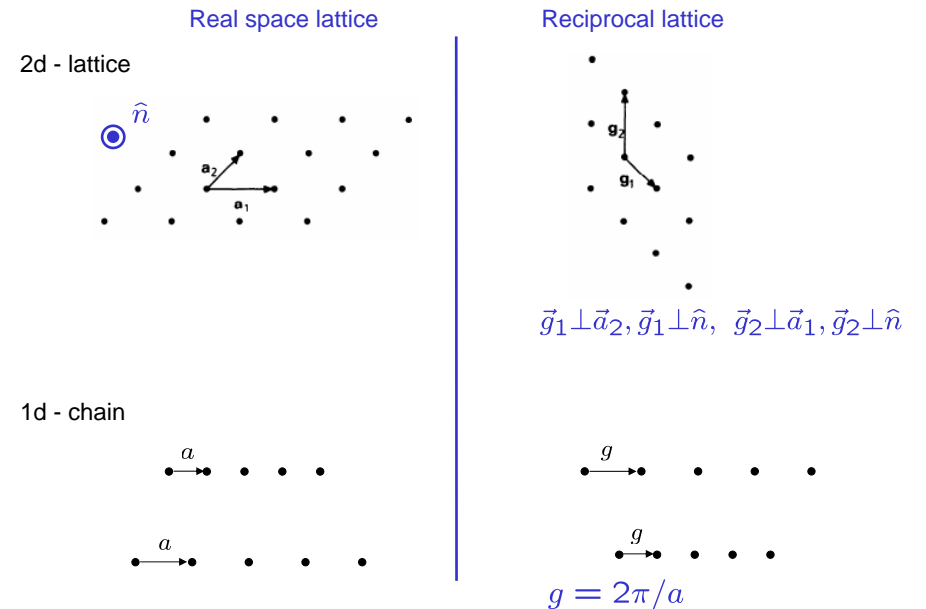 Real space lattice
Reciprocal lattice
2d - lattice
n̂
a₂
a₁
g₂
g₁
g⃗₁⊥a⃗₂, g⃗₁⊥n̂, g⃗₂⊥a⃗₁, g⃗₂⊥n̂
1d - chain
a
g
a
g
g = 2π/a